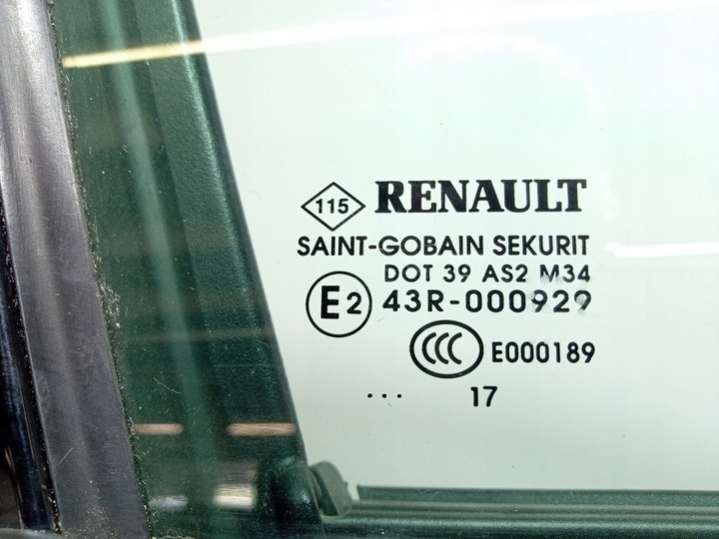 115 RENAULT
SAINT-GOBAIN SEKURIT
DOT 39 AS2 M34
E2 43R-000929
CCC E000189
... 17